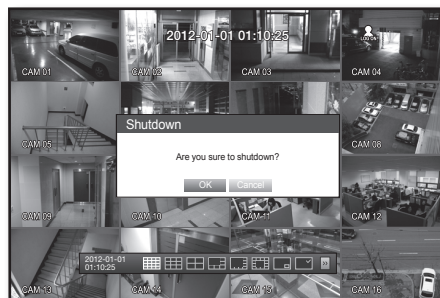 2012-01-01 01:10:25
LOG ON
CAM 01
CAM 02
CAM 03
CAM 04
Shutdown
CAM 05
CAM 08
Are you sure to shutdown?
OK
Cancel
CAM 09
CAM 10
CAM 11
CAM 12
2012-01-01
01:10:25
CAM 13
CAM 14
CAM 15
CAM 16